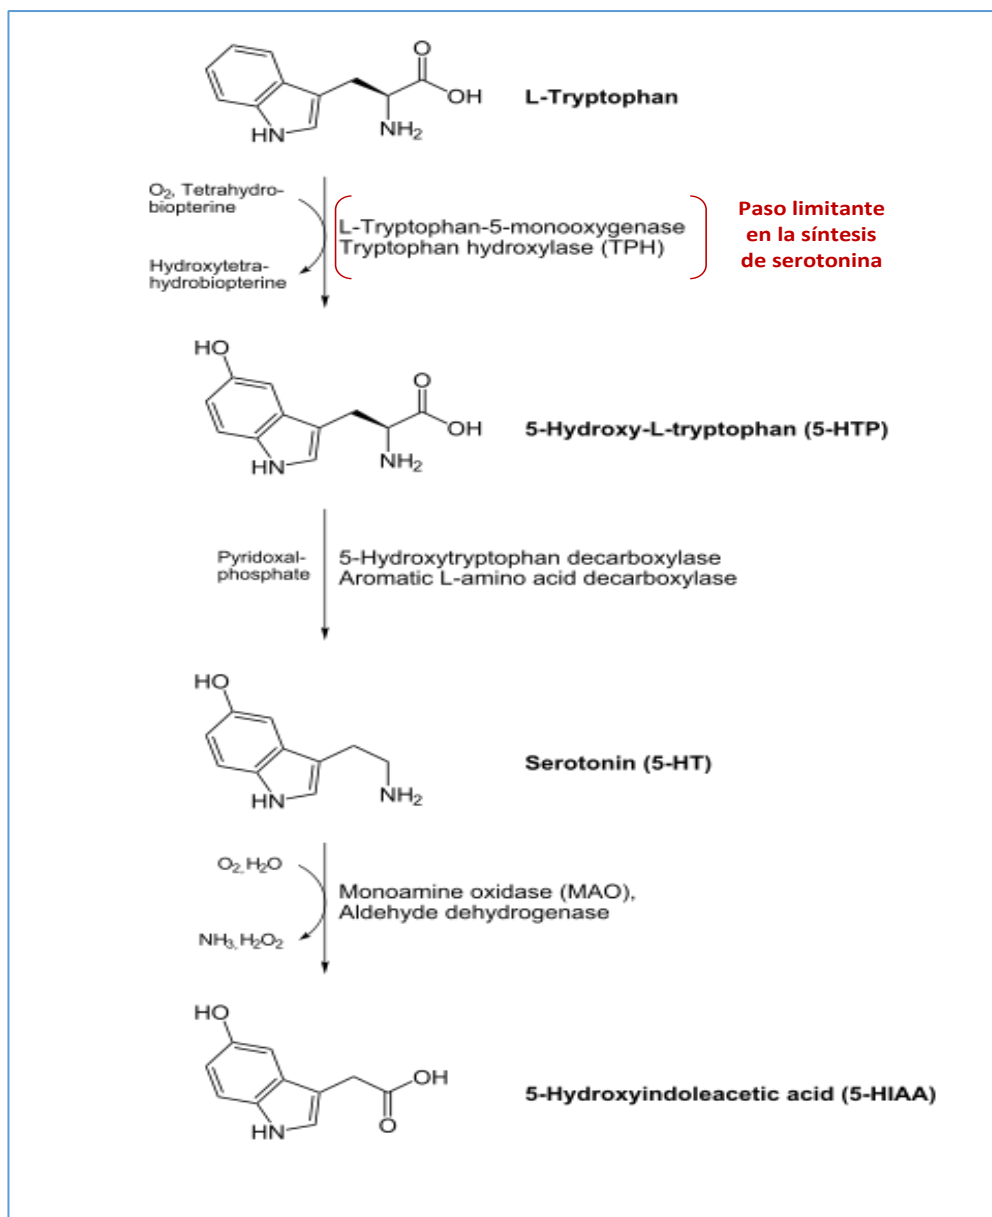 O
OH
NH₂
HN
L-Tryptophan
O₂, Tetrahydro-
biopterine
Hydroxytetra-
hydrobiopterine
L-Tryptophan-5-monooxygenase
Tryptophan hydroxylase (TPH)
Paso limitante
en la síntesis
de serotonina
HO
O
OH
NH₂
HN
5-Hydroxy-L-tryptophan (5-HTP)
Pyridoxal-
phosphate
5-Hydroxytryptophan decarboxylase
Aromatic L-amino acid decarboxylase
HO
NH₂
HN
Serotonin (5-HT)
O₂, H₂O
NH₃, H₂O₂
Monoamine oxidase (MAO),
Aldehyde dehydrogenase
HO
OH
O
HN
5-Hydroxyindoleacetic acid (5-HIAA)